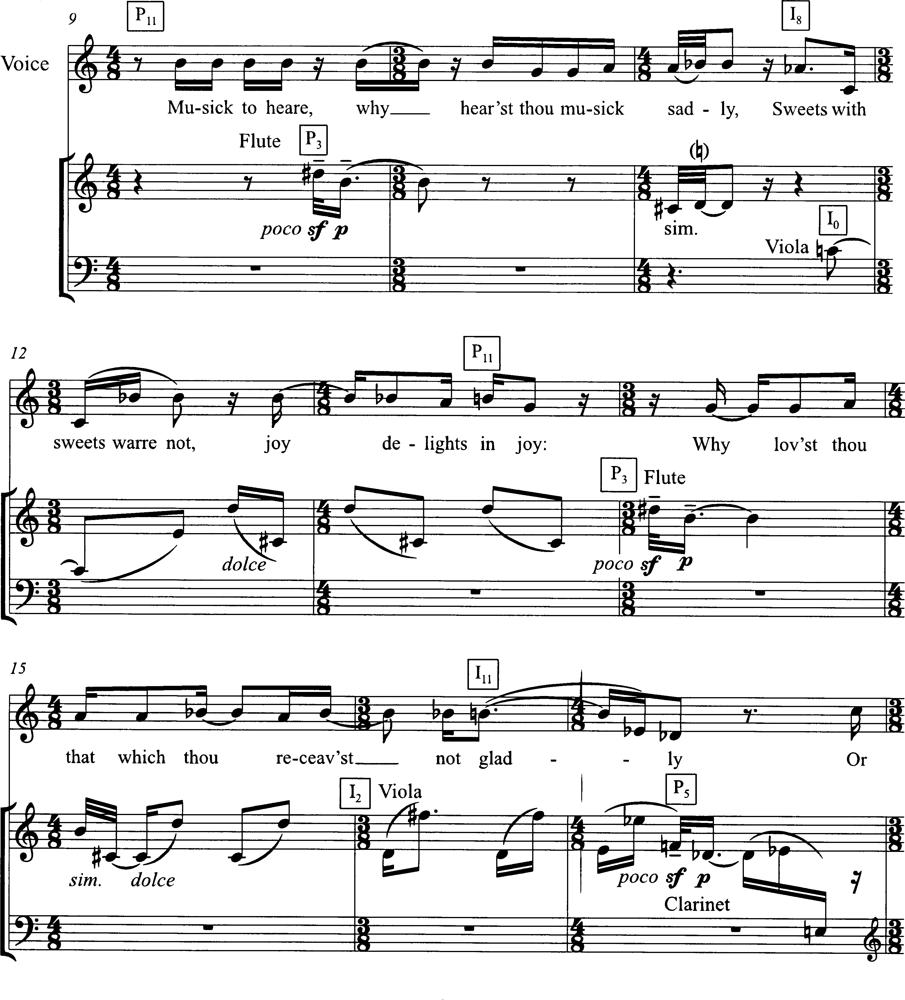 9 P11
Voice
Mu-sick to heare, why hear'st thou mu-sick sad - ly, Sweets with
I8
Flute P3
poco sf p sim.
Viola I0
12 P11
sweets warre not, joy de - lights in joy: Why lov'st thou
P3 Flute
dolce poco sf p
15 I11
that which thou re-ceav'st not glad - - ly Or
I2 Viola P5
sim. dolce poco sf p
Clarinet